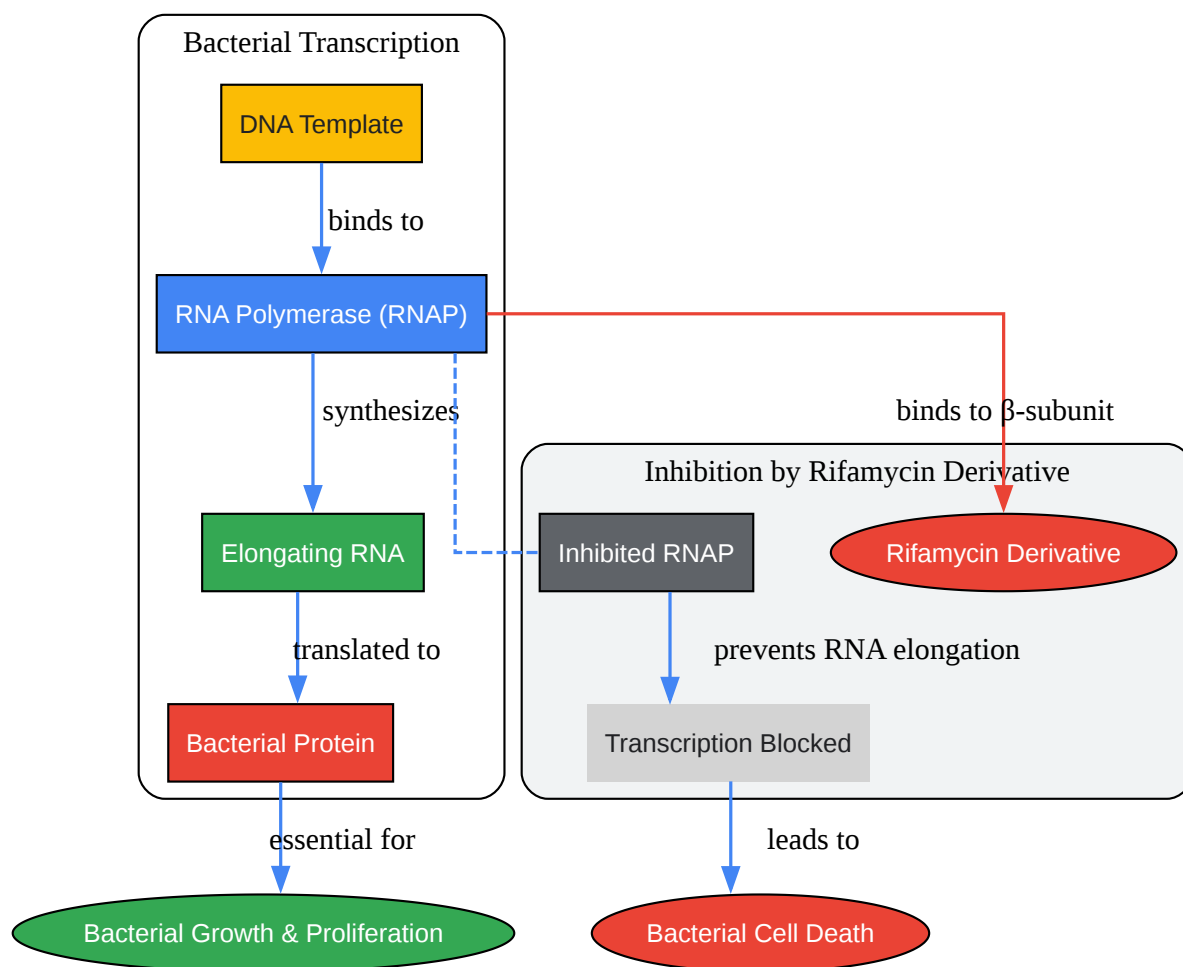 Bacterial Transcription
DNA Template
binds to
RNA Polymerase (RNAP)
synthesizes
binds to β-subunit
Inhibition by Rifamycin Derivative
Elongating RNA
Inhibited RNAP
Rifamycin Derivative
translated to
prevents RNA elongation
Bacterial Protein
Transcription Blocked
essential for
leads to
Bacterial Growth & Proliferation
Bacterial Cell Death